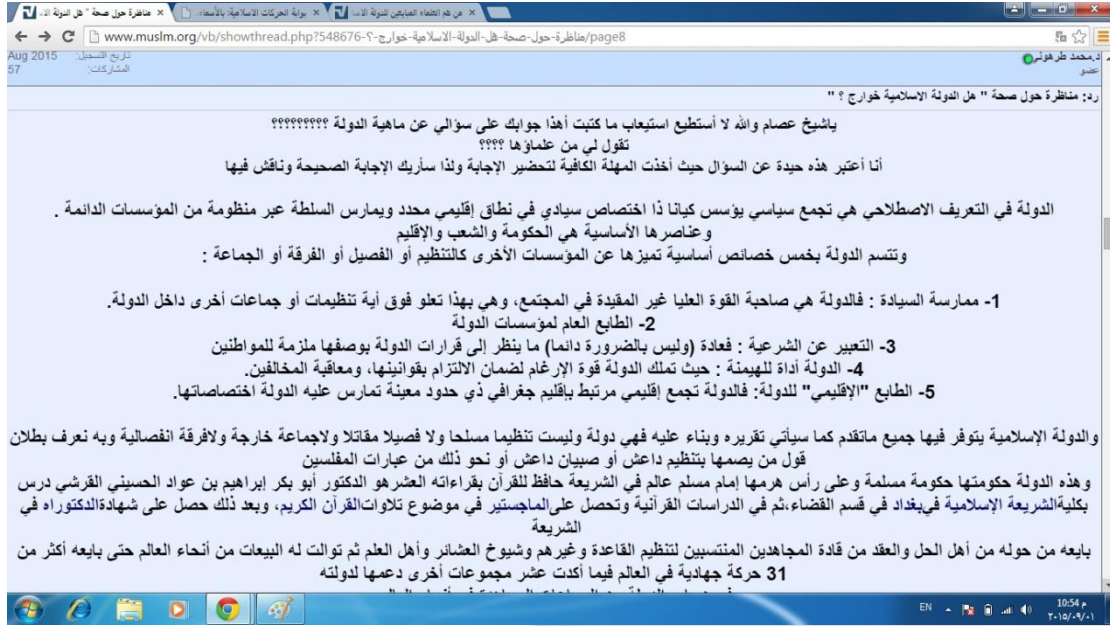 مناظرة حول صحة " هل الدولة الا
بوابة الحركات الاسلامية: بالأسماء.
من هم العلماء المبايعين للدولة الاسا
www.muslm.org/vb/showthread.php?548676-مناظرة-حول-صحة-هل-الدولة-الاسلامية-خوارج-؟/page8
د.محمد طرهوني
عضو
تاريخ التسجيل: Aug 2015
المشاركات: 57
رد: مناظرة حول صحة " هل الدولة الاسلامية خوارج ؟ "
ياشيخ عصام والله لا أستطيع استيعاب ما كتبت أهذا جوابك على سؤالي عن ماهية الدولة ؟؟؟؟؟؟؟؟؟
تقول لي من علماؤها ؟؟؟؟
أنا أعتبر هذه حيدة عن السؤال حيث أخذت المهلة الكافية لتحضير الإجابة ولذا سأريك الإجابة الصحيحة وناقش فيها
الدولة في التعريف الاصطلاحي هي تجمع سياسي يؤسس كيانا ذا اختصاص سيادي في نطاق إقليمي محدد ويمارس السلطة عبر منظومة من المؤسسات الدائمة .
وعناصرها الأساسية هي الحكومة والشعب والإقليم
وتتسم الدولة بخمس خصائص أساسية تميزها عن المؤسسات الأخرى كالتنظيم أو الفصيل أو الفرقة أو الجماعة :
1- ممارسة السيادة : فالدولة هي صاحبة القوة العليا غير المقيدة في المجتمع، وهي بهذا تعلو فوق أية تنظيمات أو جماعات أخرى داخل الدولة.
2- الطابع العام لمؤسسات الدولة
3- التعبير عن الشرعية : فعادة (وليس بالضرورة دائما) ما ينظر إلى قرارات الدولة بوصفها ملزمة للمواطنين
4- الدولة أداة للهيمنة : حيث تملك الدولة قوة الإرغام لضمان الالتزام بقوانينها، ومعاقبة المخالفين.
5- الطابع "الإقليمي" للدولة: فالدولة تجمع إقليمي مرتبط بإقليم جغرافي ذي حدود معينة تمارس عليه الدولة اختصاصاتها.
والدولة الإسلامية يتوفر فيها جميع ماتقدم كما سيأتي تقريره وبناء عليه فهي دولة وليست تنظيما مسلحا ولا فصيلا مقاتلا ولاجماعة خارجة ولافرقة انفصالية وبه نعرف بطلان
قول من يصمها بتنظيم داعش أو صبيان داعش أو نحو ذلك من عبارات المفلسين
وهذه الدولة حكومتها حكومة مسلمة وعلى رأس هرمها إمام مسلم عالم في الشريعة حافظ للقرآن بقراءاته العشرهو الدكتور أبو بكر إبراهيم بن عواد الحسيني القرشي درس
بكليةالشريعة الإسلامية فيبغداد في قسم القضاء،ثم في الدراسات القرآنية وتحصل علىالماجستير في موضوع تلاواتالقرآن الكريم، وبعد ذلك حصل على شهادةالدكتوراه في
الشريعة
بايعه من حوله من أهل الحل والعقد من قادة المجاهدين المنتسبين لتنظيم القاعدة وغيرهم وشيوخ العشائر وأهل العلم ثم توالت له البيعات من أنحاء العالم حتى بايعه أكثر من
31 حركة جهادية في العالم فيما أكدت عشر مجموعات أخرى دعمها لدولته
EN
10:54 م
٢٠١٥/٠٩/٠١